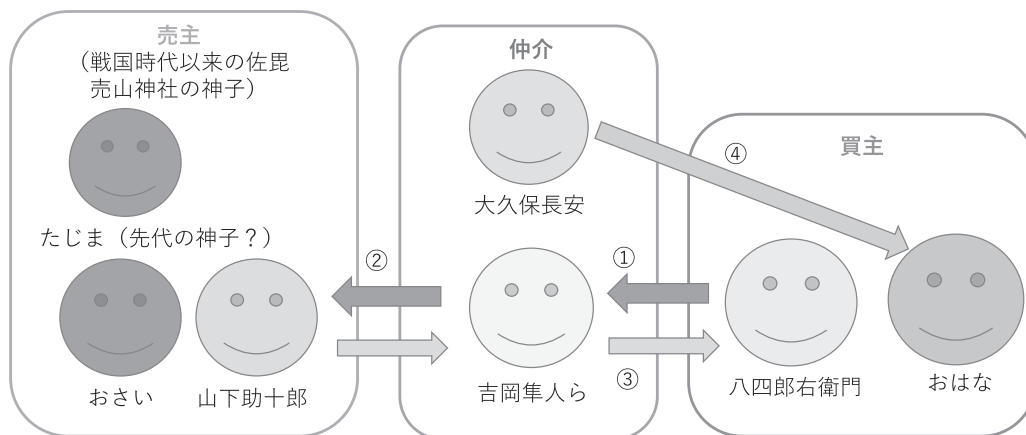 売主
（戦国時代以来の佐毘
売山神社の神子）
たじま（先代の神子？）
おさい
山下助十郎
②
仲介
大久保長安
吉岡隼人ら
①
③
④
買主
八四郎右衛門
おはな